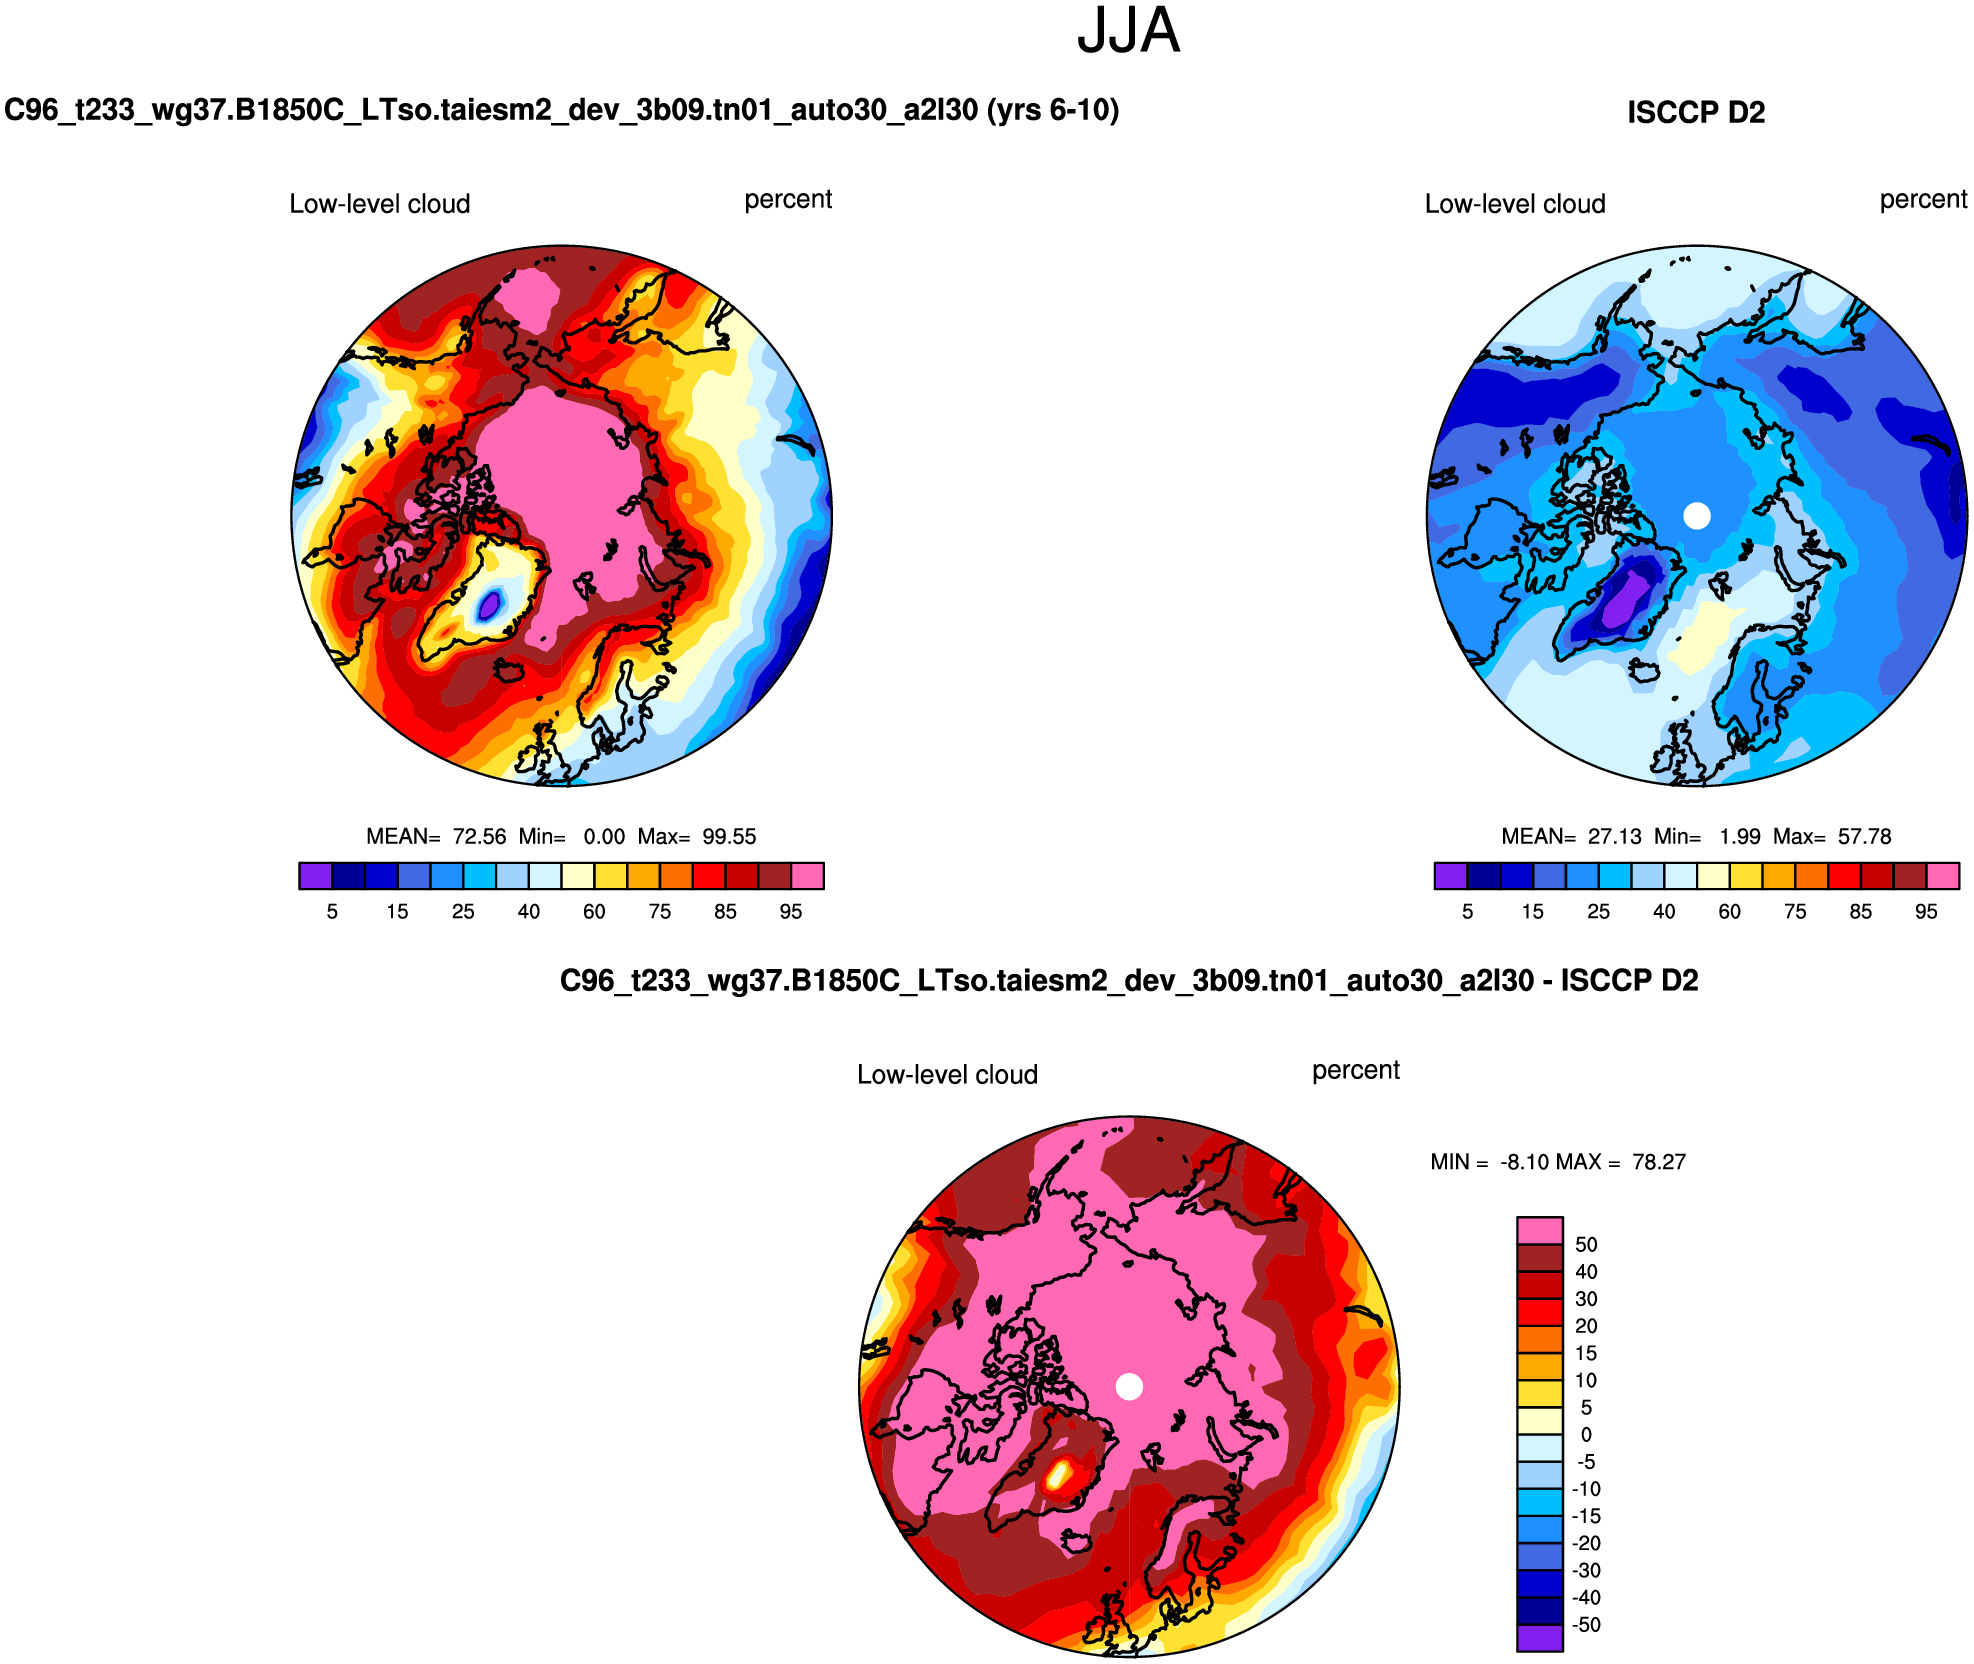 JJA
C96_t233_wg37.B1850C_LTso.taiesm2_dev_3b09.tn01_auto30_a2l30 (yrs 6-10)
ISCCP D2
Low-level cloud percent
Low-level cloud percent
MEAN= 72.56 Min= 0.00 Max= 99.55
MEAN= 27.13 Min= 1.99 Max= 57.78
5 15 25 40 60 75 85 95
5 15 25 40 60 75 85 95
C96_t233_wg37.B1850C_LTso.taiesm2_dev_3b09.tn01_auto30_a2l30 - ISCCP D2
Low-level cloud percent
MIN = -8.10 MAX = 78.27
50
40
30
20
15
10
5
0
-5
-10
-15
-20
-30
-40
-50